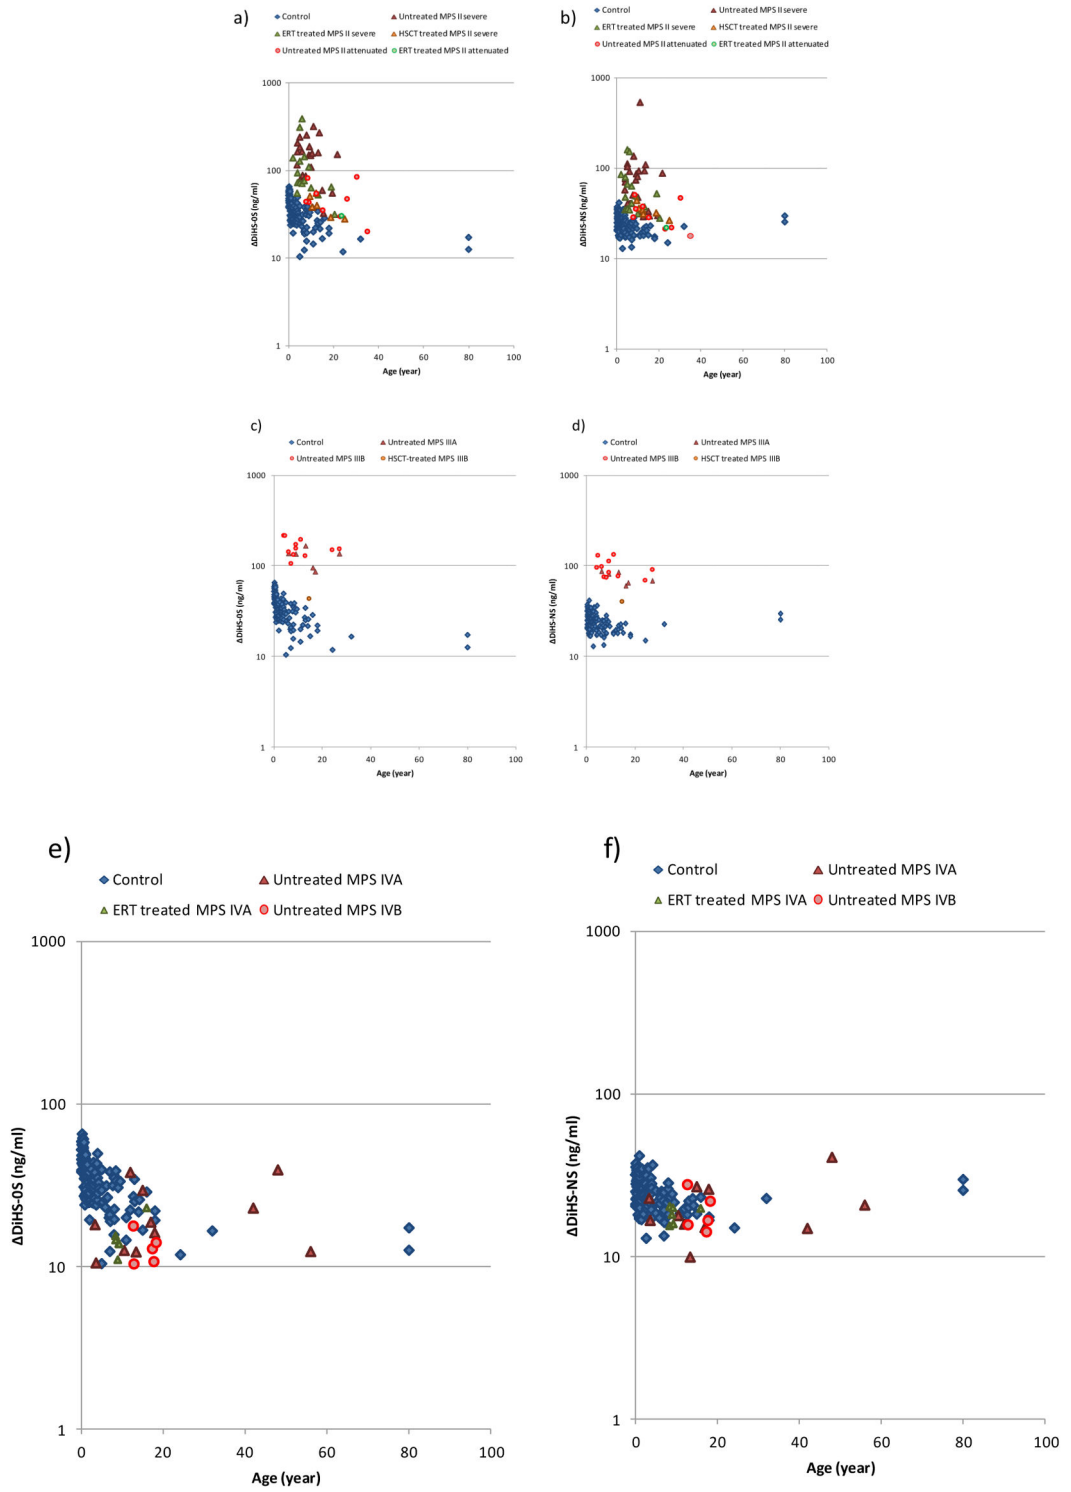 a)
Control
Untreated MPS II severe
ERT treated MPS II severe
HSCT treated MPS II severe
Untreated MPS II attenuated
ERT treated MPS II attenuated
1000
100
10
1
ΔDiHS-0S (ng/ml)
0 20 40 60 80 100
Age (year)
b)
Control
Untreated MPS II severe
ERT treated MPS II severe
HSCT treated MPS II severe
Untreated MPS II attenuated
ERT treated MPS II attenuated
1000
100
10
1
ΔDiHS-NS (ng/ml)
0 20 40 60 80 100
Age (year)
c)
Control
Untreated MPS IIIA
Untreated MPS IIIB
HSCT-treated MPS IIIB
1000
100
10
1
ΔDiHS-0S (ng/ml)
0 20 40 60 80 100
Age (year)
d)
Control
Untreated MPS IIIA
Untreated MPS IIIB
HSCT treated MPS IIIB
1000
100
10
1
ΔDiHS-NS (ng/ml)
0 20 40 60 80 100
Age (year)
e)
Control
Untreated MPS IVA
ERT treated MPS IVA
Untreated MPS IVB
1000
100
10
1
ΔDiHS-0S (ng/ml)
0 20 40 60 80 100
Age (year)
f)
Control
Untreated MPS IVA
ERT treated MPS IVA
Untreated MPS IVB
1000
100
10
1
ΔDiHS-NS (ng/ml)
0 20 40 60 80 100
Age (year)